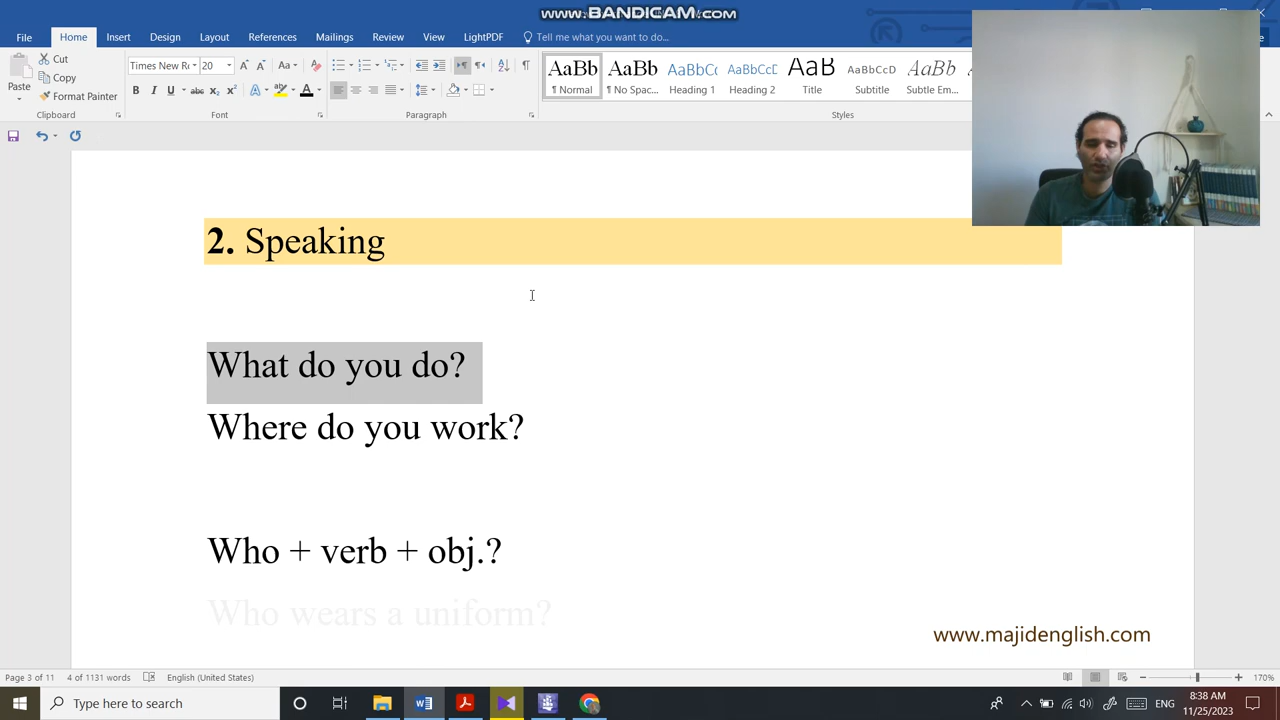 www.BANDICAM.com
File
Home
Insert
Design
Layout
References
Mailings
Review
View
LightPDF
Tell me what you want to do...
Paste
Cut
Copy
Format Painter
Clipboard
Times New Ro
20
Font
Paragraph
AaBb
¶ Normal
AaBb
¶ No Spac...
AaBbCc
Heading 1
AaBbCcD
Heading 2
AaB
Title
AaBbCcD
Subtitle
AaBb
Subtle Em...
Styles
2. Speaking
What do you do?
Where do you work?
Who + verb + obj.?
Who wears a uniform?
www.majidenglish.com
Page 3 of 11
4 of 1131 words
English (United States)
170%
Type here to search
ENG
8:38 AM
11/25/2023